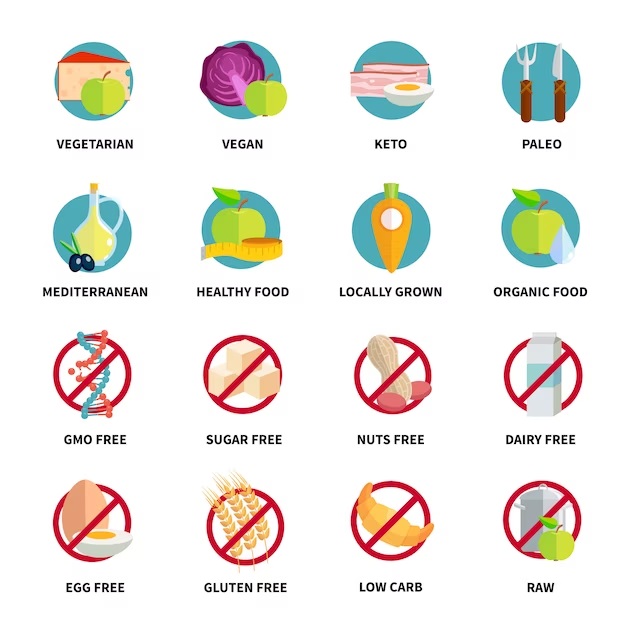 VEGETARIAN
VEGAN
KETO
PALEO
MEDITERRANEAN
HEALTHY FOOD
LOCALLY GROWN
ORGANIC FOOD
GMO FREE
SUGAR FREE
NUTS FREE
DAIRY FREE
EGG FREE
GLUTEN FREE
LOW CARB
RAW